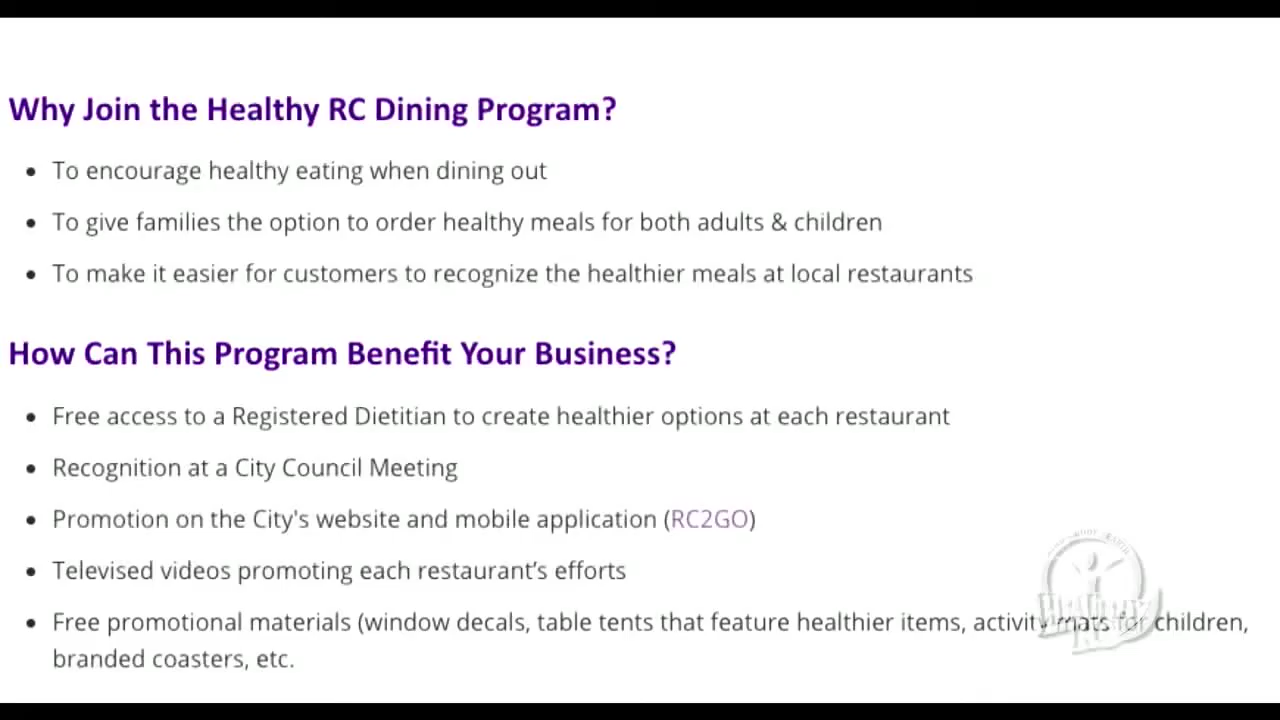 Why Join the Healthy RC Dining Program?
• To encourage healthy eating when dining out
• To give families the option to order healthy meals for both adults & children
• To make it easier for customers to recognize the healthier meals at local restaurants
How Can This Program Benefit Your Business?
• Free access to a Registered Dietitian to create healthier options at each restaurant
• Recognition at a City Council Meeting
• Promotion on the City's website and mobile application (RC2GO)
• Televised videos promoting each restaurant’s efforts
• Free promotional materials (window decals, table tents that feature healthier items, activity mats for children,
branded coasters, etc.
HEALTHY
RC